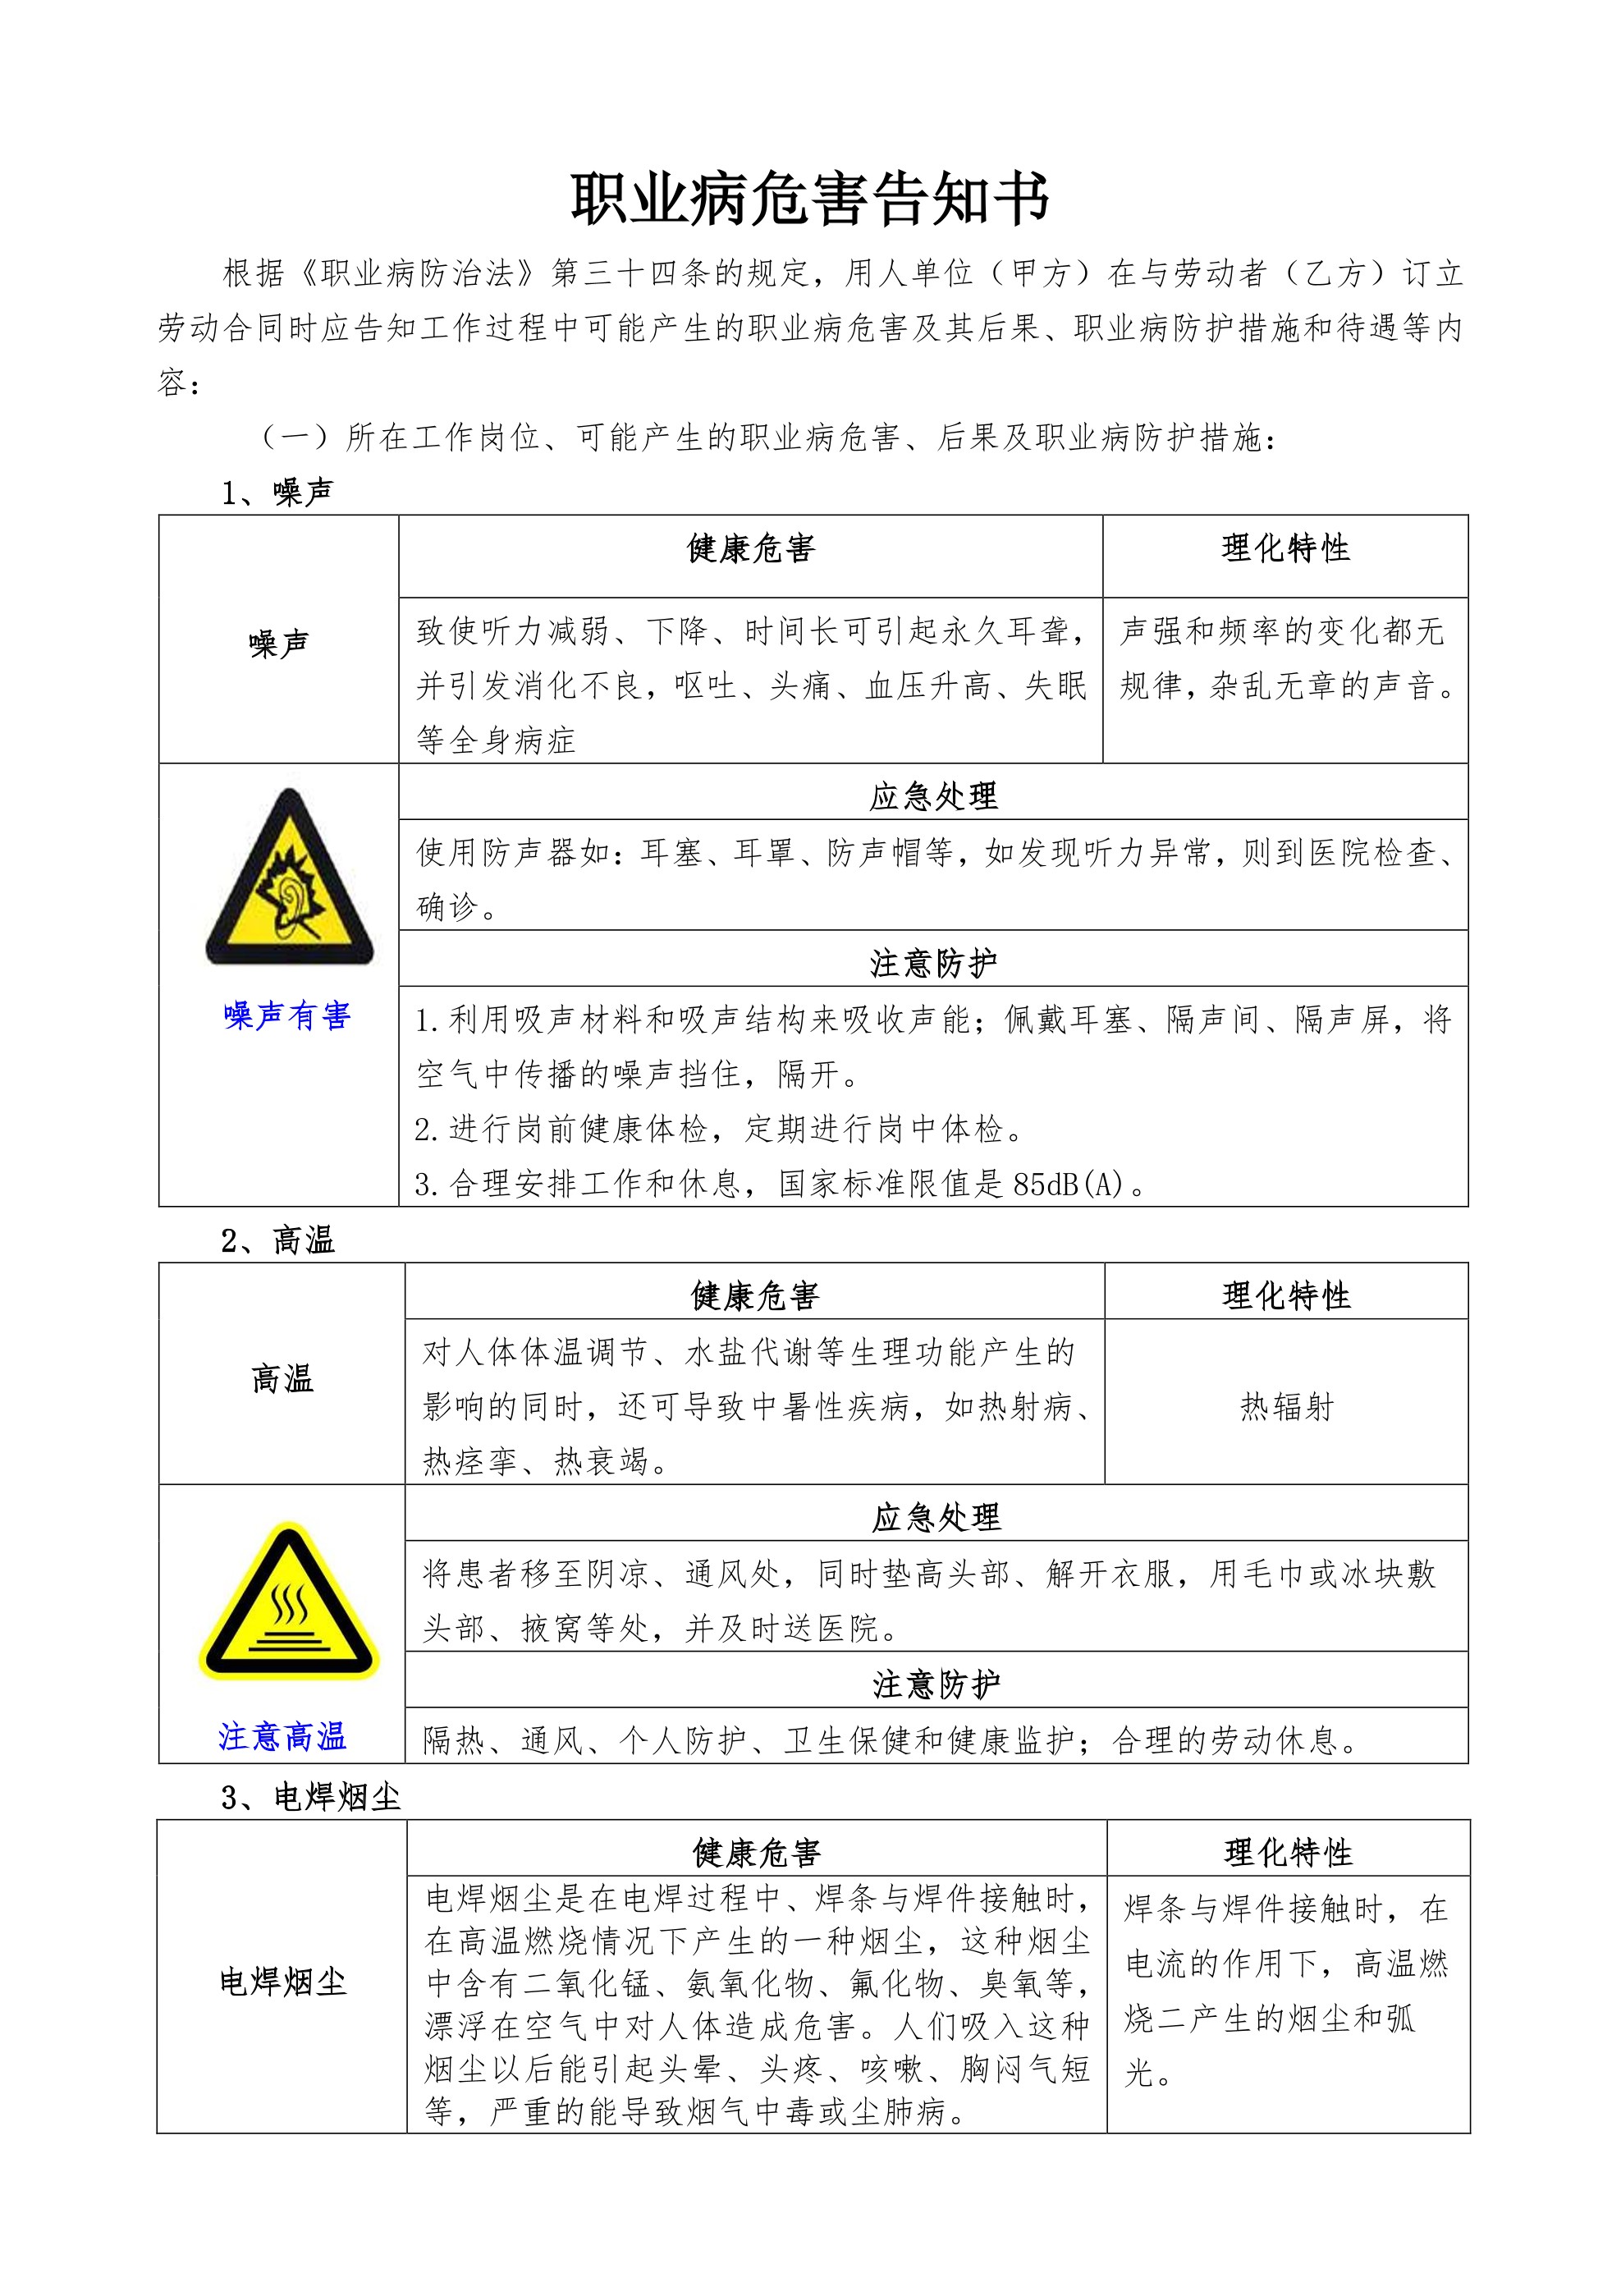 职业病危害告知书
根据《职业病防治法》第三十四条的规定，用人单位（甲方）在与劳动者（乙方）订立
劳动合同时应告知工作过程中可能产生的职业病危害及其后果、职业病防护措施和待遇等内
容：
（一）所在工作岗位、可能产生的职业病危害、后果及职业病防护措施：
1、噪声
噪声
健康危害
理化特性
致使听力减弱、下降、时间长可引起永久耳聋，
并引发消化不良，呕吐、头痛、血压升高、失眠
等全身病症
声强和频率的变化都无
规律，杂乱无章的声音。
噪声有害
应急处理
使用防声器如：耳塞、耳罩、防声帽等，如发现听力异常，则到医院检查、
确诊。
注意防护
1.利用吸声材料和吸声结构来吸收声能；佩戴耳塞、隔声间、隔声屏，将
空气中传播的噪声挡住，隔开。
2.进行岗前健康体检，定期进行岗中体检。
3.合理安排工作和休息，国家标准限值是 85dB(A)。
2、高温
高温
健康危害
理化特性
对人体体温调节、水盐代谢等生理功能产生的
影响的同时，还可导致中暑性疾病，如热射病、
热痉挛、热衰竭。
热辐射
注意高温
应急处理
将患者移至阴凉、通风处，同时垫高头部、解开衣服，用毛巾或冰块敷
头部、掖窝等处，并及时送医院。
注意防护
隔热、通风、个人防护、卫生保健和健康监护；合理的劳动休息。
3、电焊烟尘
电焊烟尘
健康危害
理化特性
电焊烟尘是在电焊过程中、焊条与焊件接触时，
在高温燃烧情况下产生的一种烟尘，这种烟尘
中含有二氧化锰、氨氧化物、氟化物、臭氧等，
漂浮在空气中对人体造成危害。人们吸入这种
烟尘以后能引起头晕、头疼、咳嗽、胸闷气短
等，严重的能导致烟气中毒或尘肺病。
焊条与焊件接触时，在
电流的作用下，高温燃
烧二产生的烟尘和弧
光。